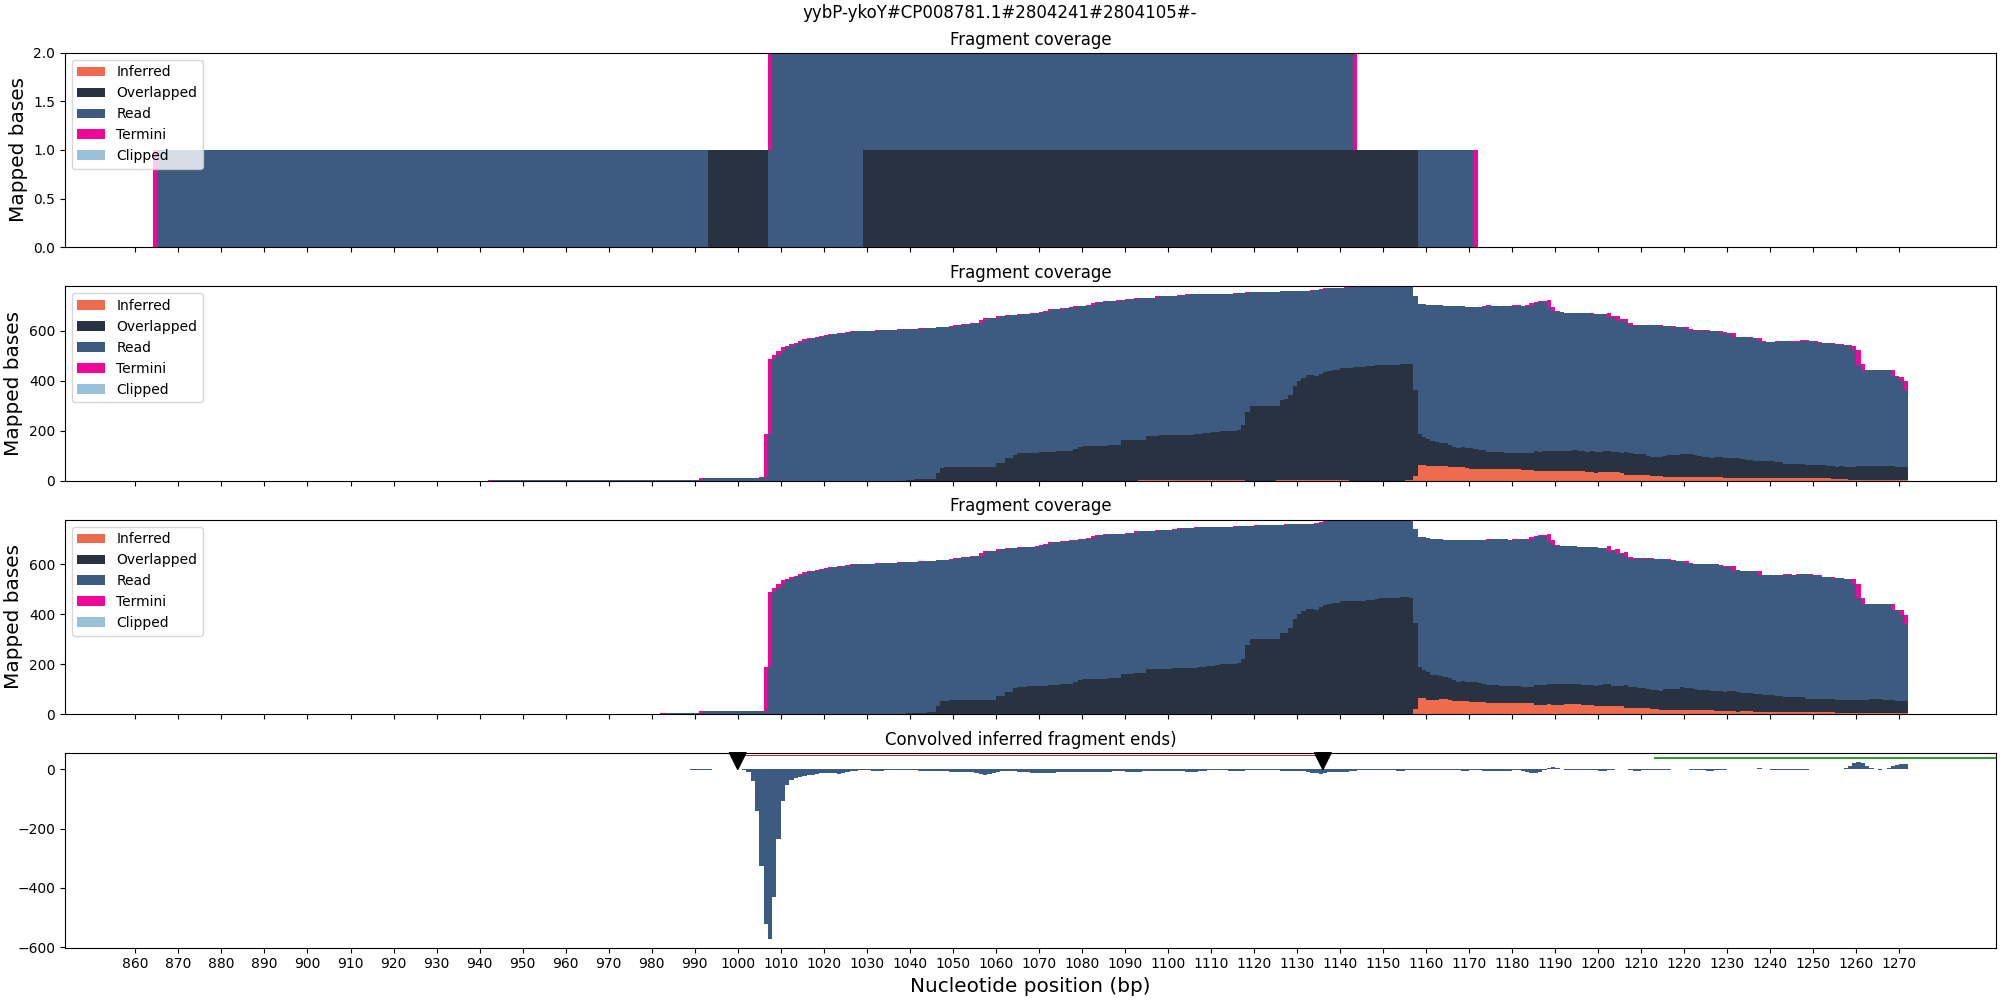 yybP-ykoY#CP008781.1#2804241#2804105#-
Fragment coverage
Mapped bases
2.0
1.5
1.0
0.5
0.0
Inferred
Overlapped
Read
Termini
Clipped
Fragment coverage
Mapped bases
600
400
200
0
Inferred
Overlapped
Read
Termini
Clipped
Fragment coverage
Mapped bases
600
400
200
0
Inferred
Overlapped
Read
Termini
Clipped
Convolved inferred fragment ends)
0
−200
−400
−600
860 870 880 890 900 910 920 930 940 950 960 970 980 990 1000 1010 1020 1030 1040 1050 1060 1070 1080 1090 1100 1110 1120 1130 1140 1150 1160 1170 1180 1190 1200 1210 1220 1230 1240 1250 1260 1270
Nucleotide position (bp)